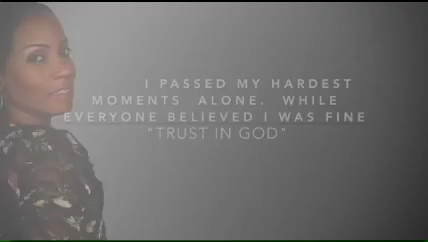 I PASSED MY HARDEST
MOMENTS ALONE, WHILE
EVERYONE BELIEVED I WAS FINE
"TRUST IN GOD"